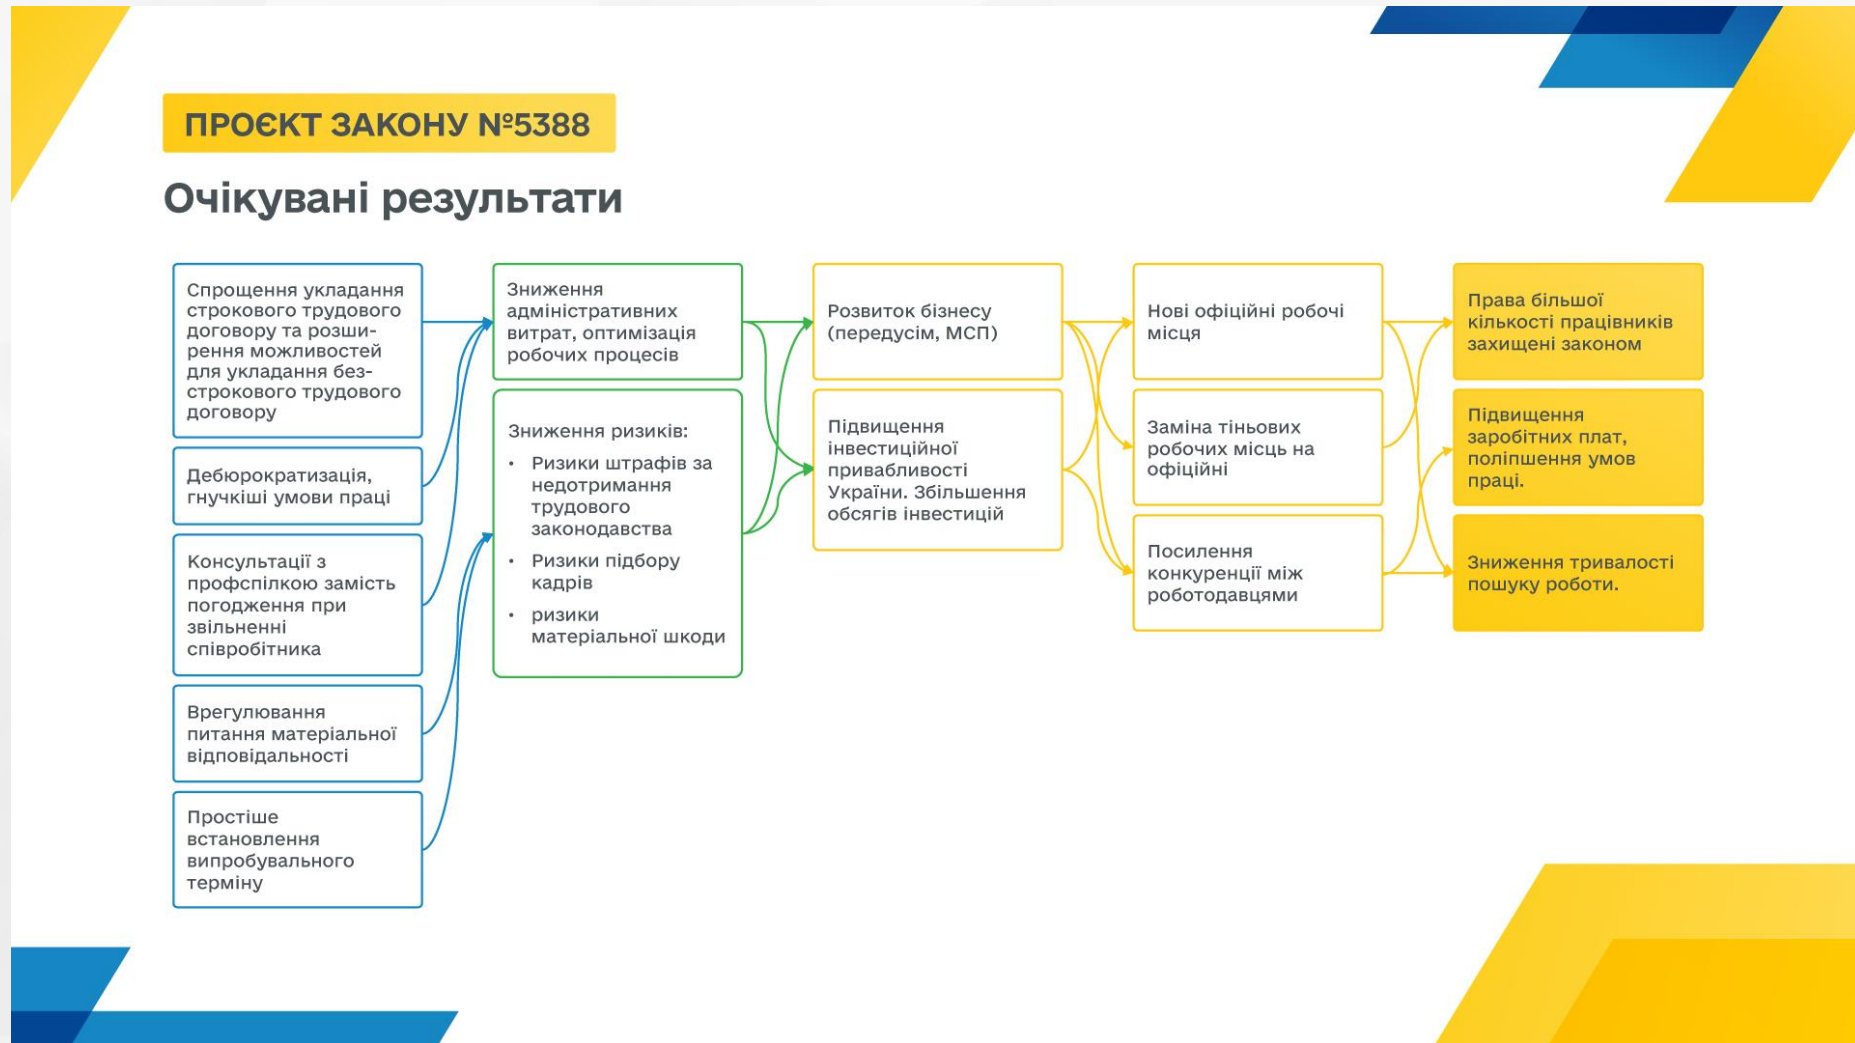 ПРОЄКТ ЗАКОНУ №5388
Очікувані результати
Спрощення укладання
строкового трудового
договору та розши-
рення можливостей
для укладання без-
строкового трудового
договору
Дебюрократизація,
гнучкіші умови праці
Консультації з
профспілкою замість
погодження при
звільненні
співробітника
Врегулювання
питання матеріальної
відповідальності
Простіше
встановлення
випробувального
терміну
Зниження
адміністративних
витрат, оптимізація
робочих процесів
Зниження ризиків:
• Ризики штрафів за
недотримання
трудового
законодавства
• Ризики підбору
кадрів
• ризики
матеріальної шкоди
Розвиток бізнесу
(передусім, МСП)
Підвищення
інвестиційної
привабливості
України. Збільшення
обсягів інвестицій
Нові офіційні робочі
місця
Заміна тіньових
робочих місць на
офіційні
Посилення
конкуренції між
роботодавцями
Права більшої
кількості працівників
захищені законом
Підвищення
заробітних плат,
поліпшення умов
праці.
Зниження тривалості
пошуку роботи.